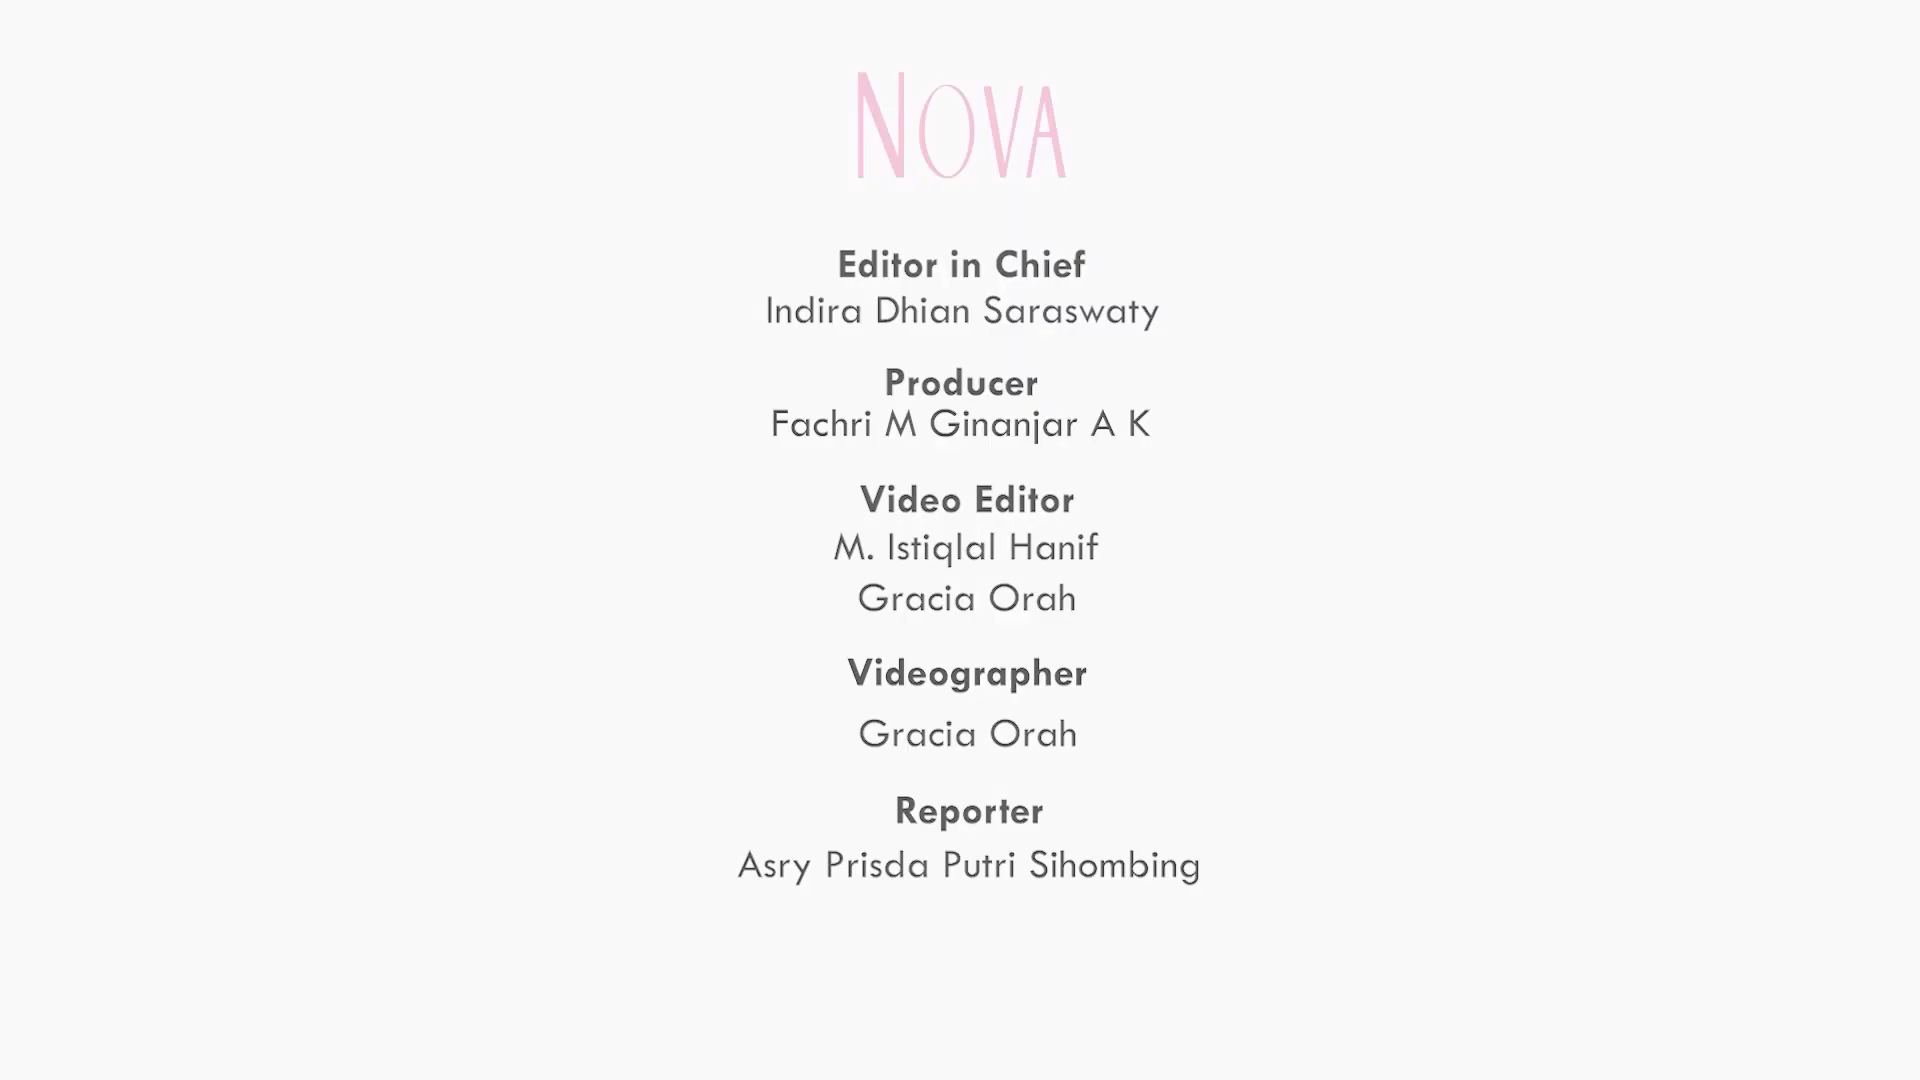 NOVA
Editor in Chief
Indira Dhian Saraswaty
Producer
Fachri M Ginanjar A K
Video Editor
M. Istiqlal Hanif
Gracia Orah
Videographer
Gracia Orah
Reporter
Asry Prisda Putri Sihombing